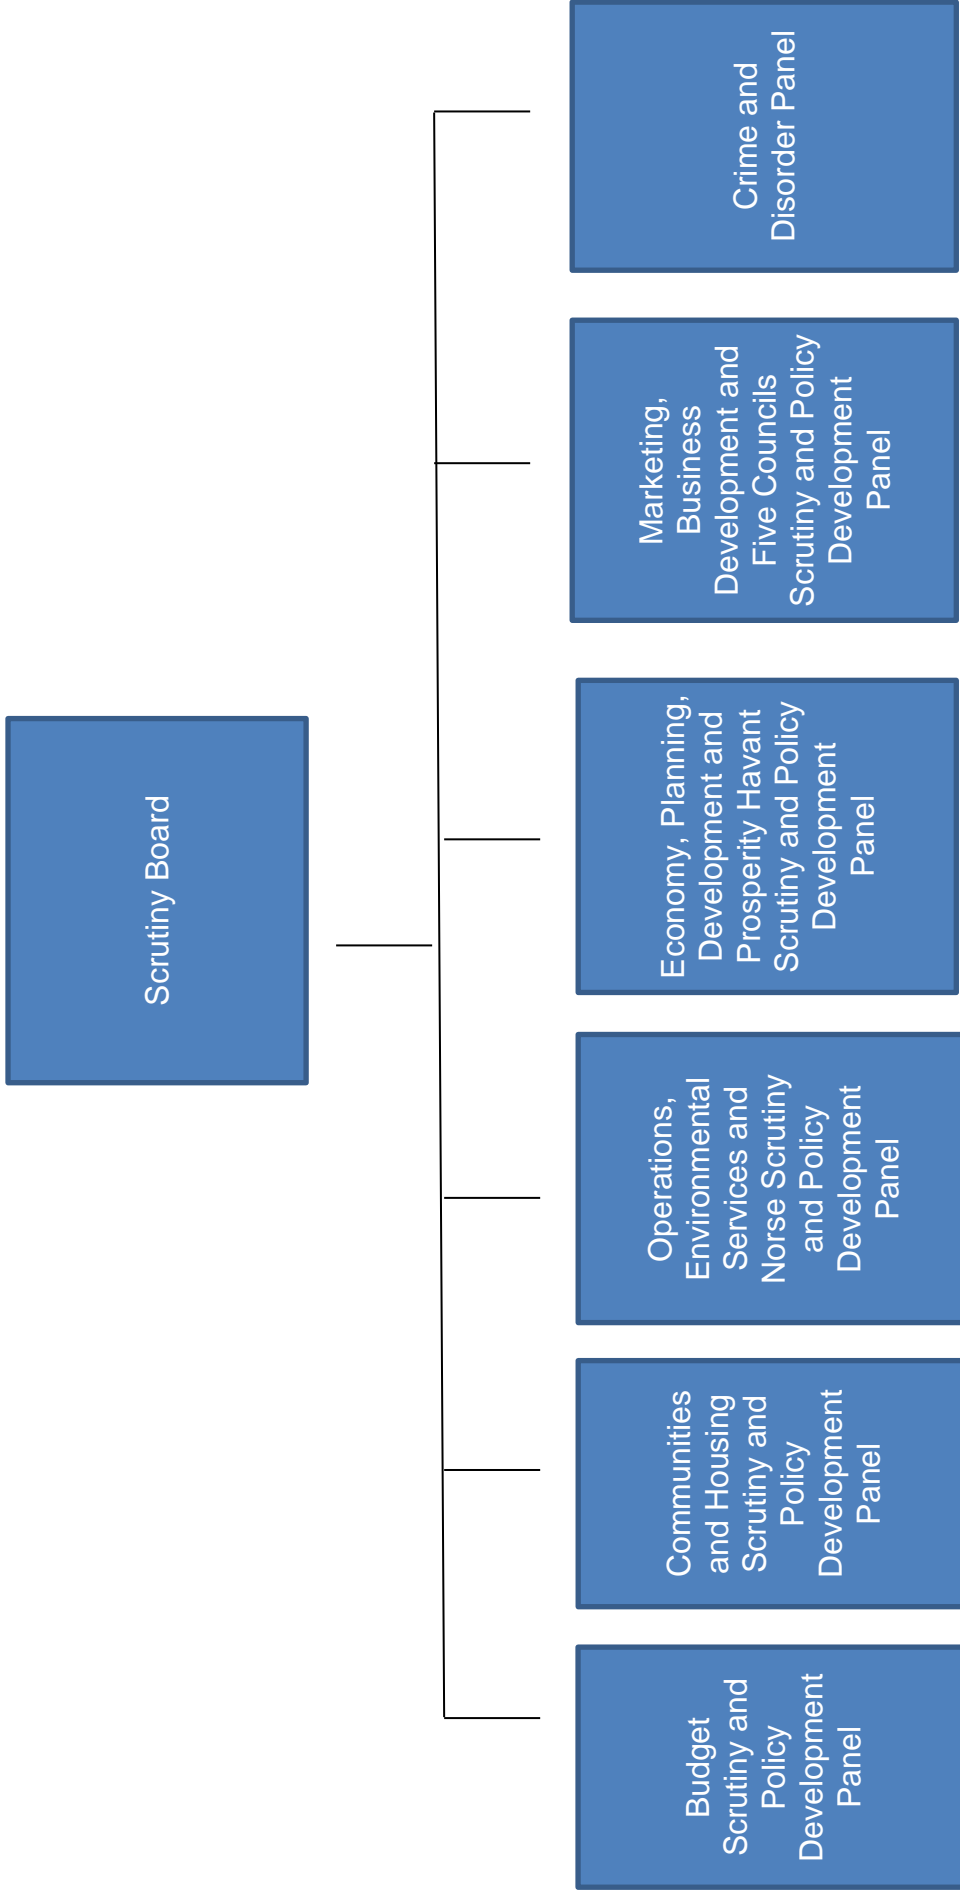 Scrutiny Board
Budget
Scrutiny and
Policy
Development
Panel
Communities
and Housing
Scrutiny and
Policy
Development
Panel
Operations,
Environmental
Services and
Norse Scrutiny
and Policy
Development
Panel
Economy, Planning,
Development and
Prosperity Havant
Scrutiny and Policy
Development
Panel
Marketing,
Business
Development and
Five Councils
Scrutiny and Policy
Development
Panel
Crime and
Disorder Panel